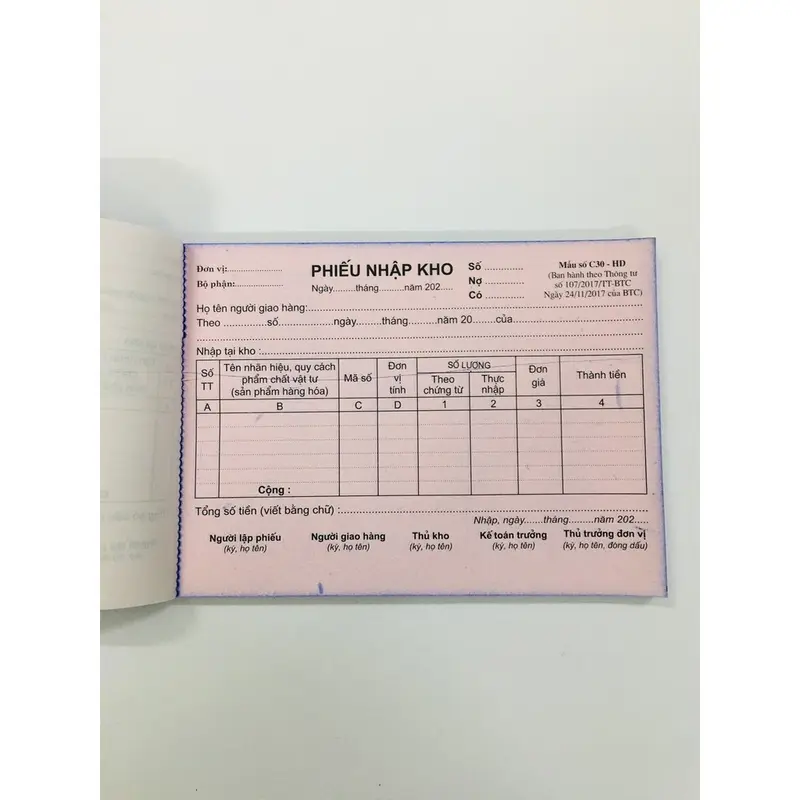 Đơn vị:......................
Bộ phận:....................
PHIẾU NHẬP KHO
Ngày........tháng.........năm 202.....
Số ..............
Nợ ..............
Có ..............
Mẫu số C30 - HD
(Ban hành theo Thông tư
số 107/2017/TT-BTC
Ngày 24/11/2017 của BTC)
Họ tên người giao hàng:..........................................................................
Theo ..............số..................ngày........tháng.........năm 20........của..............................
..........................................................................................................
Nhập tại kho :..........................................................................................
Số TT
Tên nhãn hiệu, quy cách phẩm chất vật tư (sản phẩm hàng hóa)
Mã số
Đơn vị tính
SỐ LƯỢNG
Theo chứng từ
Thực nhập
Đơn giá
Thành tiền
A B C D 1 2 3 4
Cộng :
Tổng số tiền (viết bằng chữ) :..........................................................................
Nhập, ngày.......tháng.........năm 202.....
Người lập phiếu Người giao hàng Thủ kho Kế toán trưởng Thủ trưởng đơn vị
(ký, họ tên) (ký, họ tên) (ký, họ tên) (ký, họ tên) (ký, họ tên, đóng dấu)